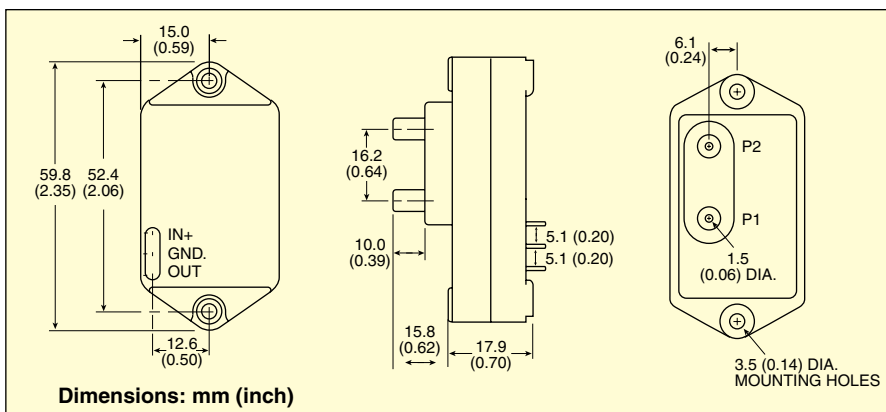 15.0
(0.59)
59.8
(2.35)
52.4
(2.06)
IN+
GND.
OUT
12.6
(0.50)
16.2
(0.64)
10.0
(0.39)
5.1 (0.20)
5.1 (0.20)
15.8
(0.62)
17.9
(0.70)
6.1
(0.24)
P2
P1
1.5
(0.06) DIA.
3.5 (0.14) DIA.
MOUNTING HOLES
Dimensions: mm (inch)